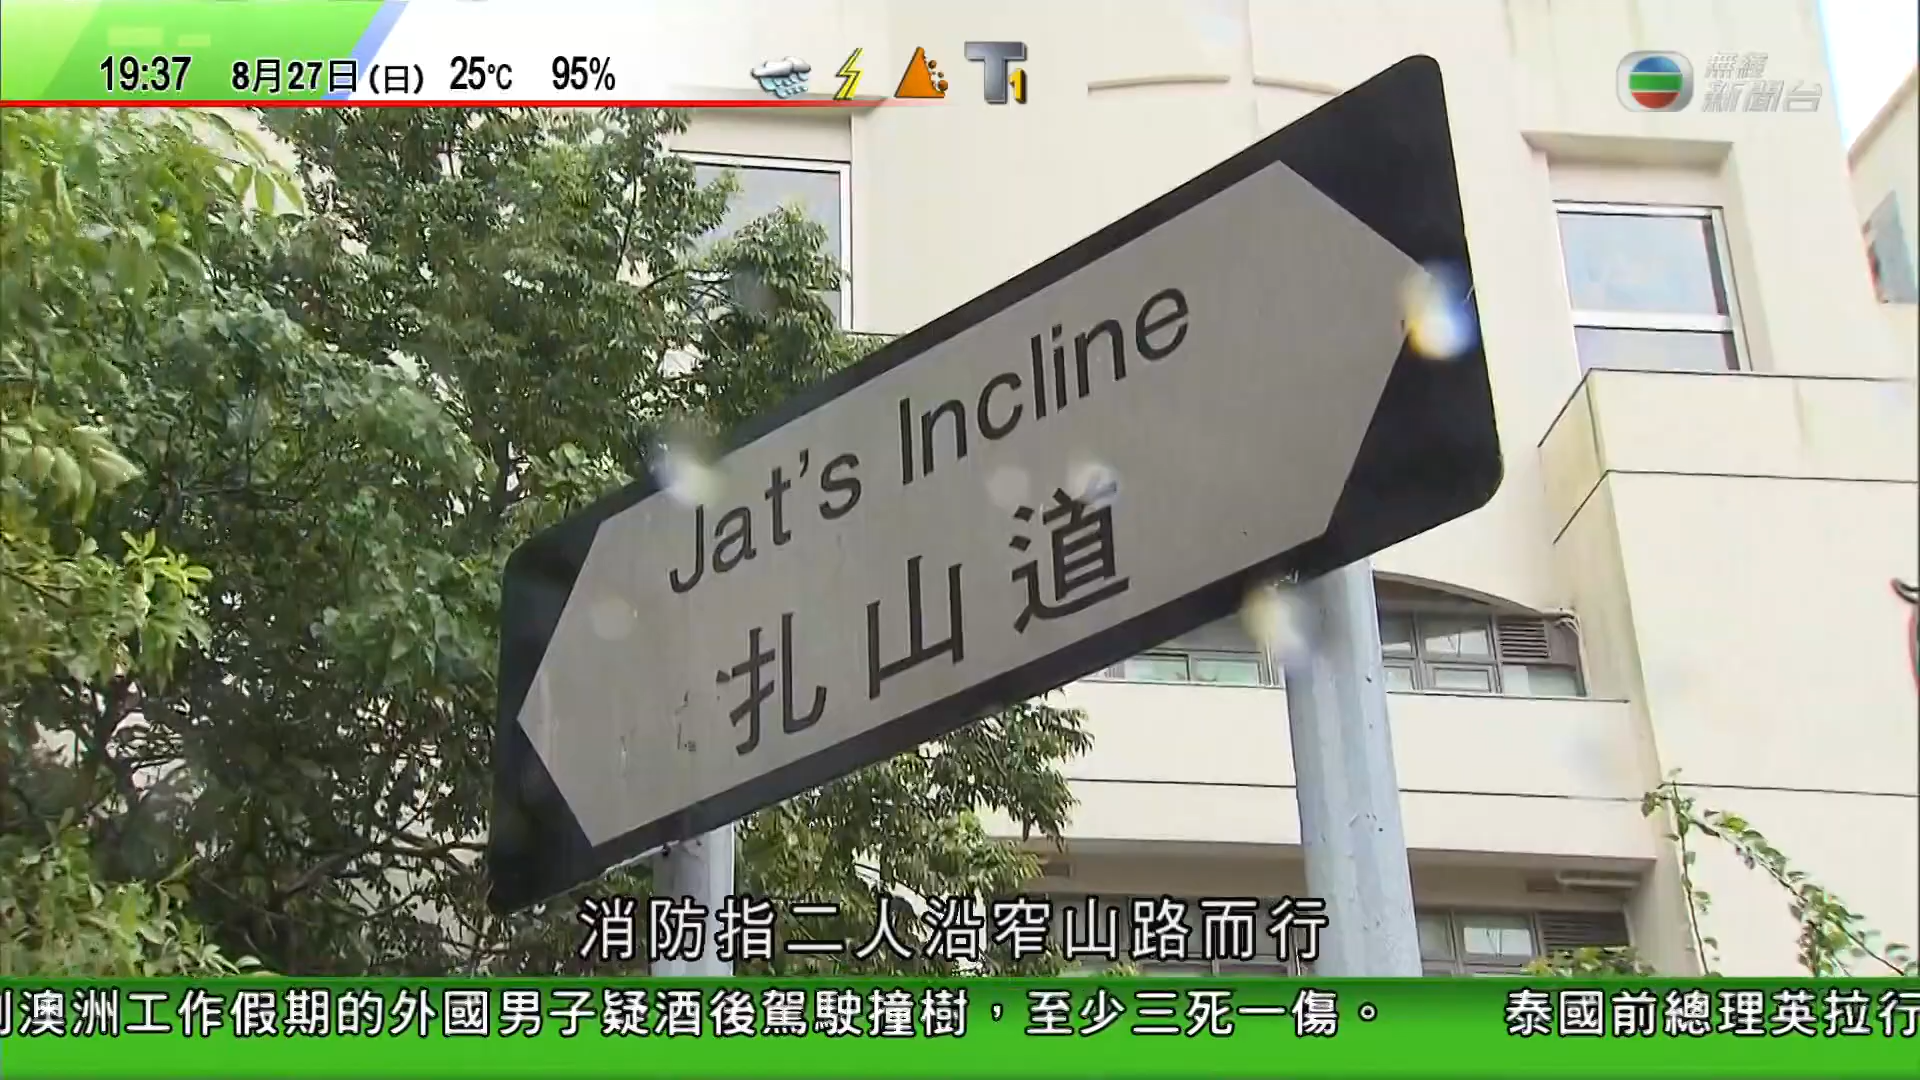 19:37 8月27日(日) 25℃ 95%
T1
無綫
新聞台
Jat's Incline
扎山道
消防指二人沿窄山路而行
澳洲工作假期的外國男子疑酒後駕駛撞樹，至少三死一傷。 泰國前總理英拉行